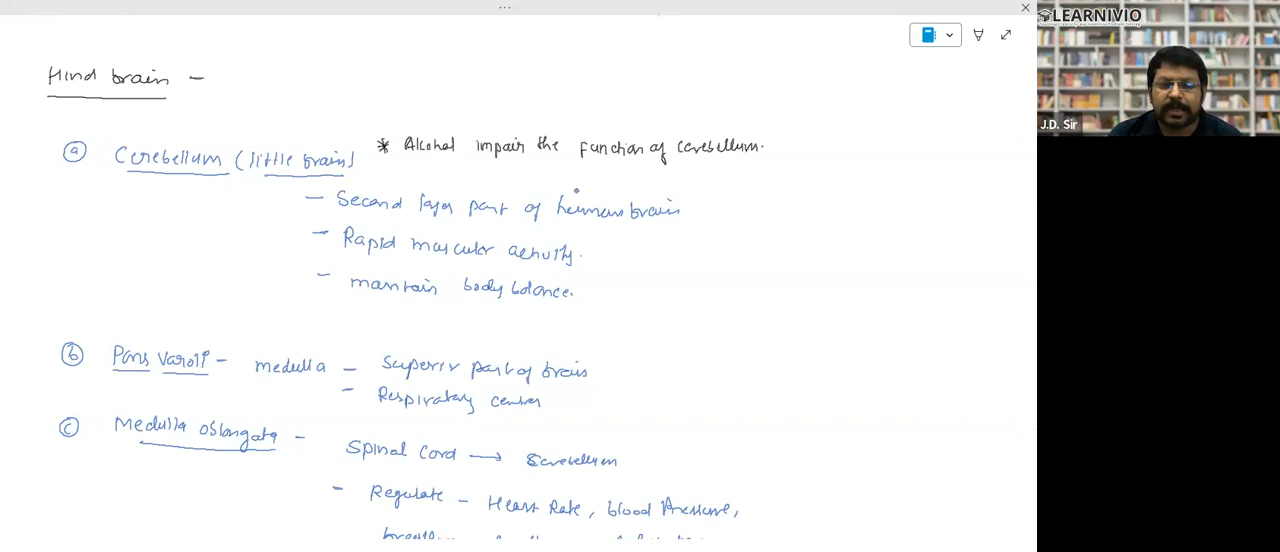 LEARNIVIO
J.D. Sir
Hind brain -
ⓐ Cerebellum (little brain)
* Alcohol impair the function of cerebellum.
- Second layer part of human brain
- Rapid muscular activity.
- maintain body balance.
ⓑ Pons varoli - medulla - Superior part of brain
- Respiratory center
ⓒ Medulla oblongata -
Spinal cord → cerebellum
- Regulate - Heart Rate, blood Pressure,